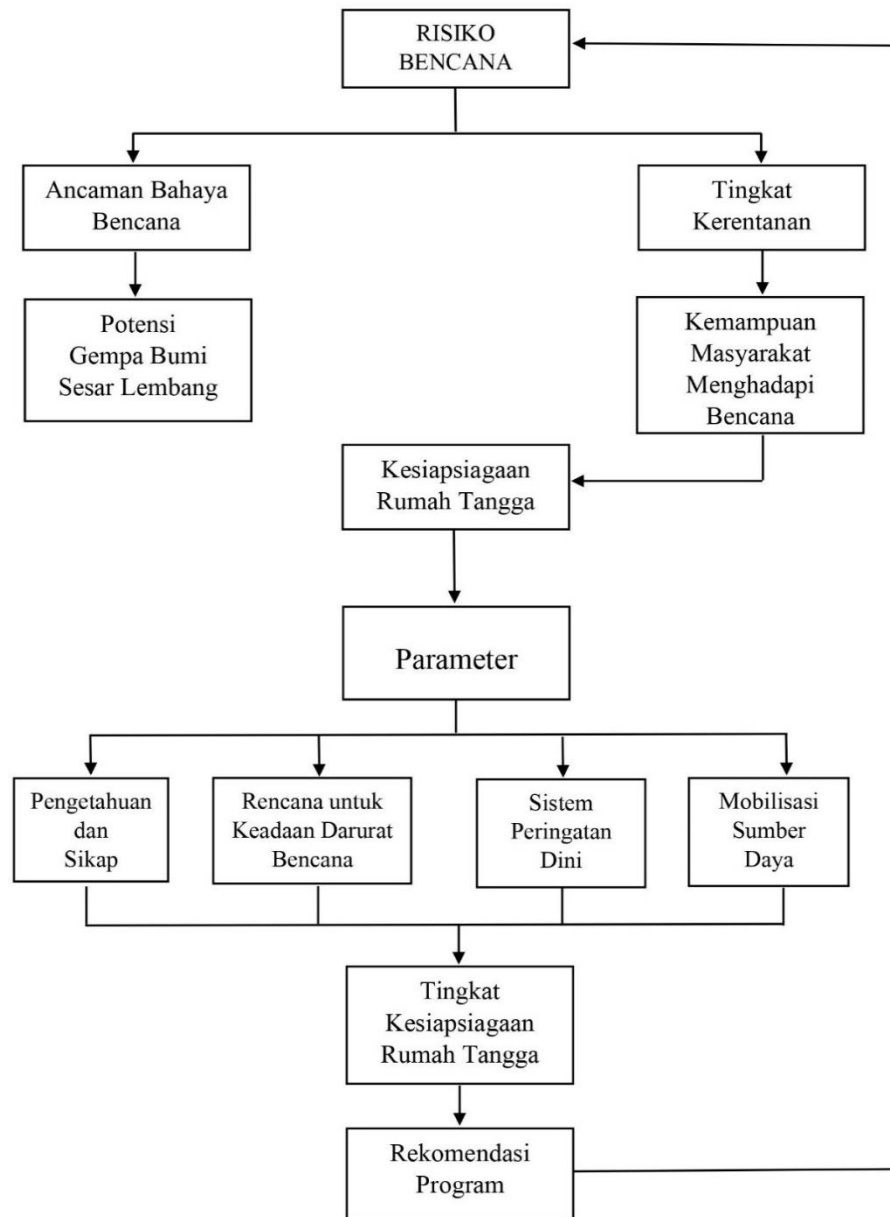 RISIKO
BENCANA
Ancaman Bahaya
Bencana
Tingkat
Kerentanan
Potensi
Gempa Bumi
Sesar Lembang
Kemampuan
Masyarakat
Menghadapi
Bencana
Kesiapsiagaan
Rumah Tangga
Parameter
Pengetahuan
dan
Sikap
Rencana untuk
Keadaan Darurat
Bencana
Sistem
Peringatan
Dini
Mobilisasi
Sumber
Daya
Tingkat
Kesiapsiagaan
Rumah Tangga
Rekomendasi
Program